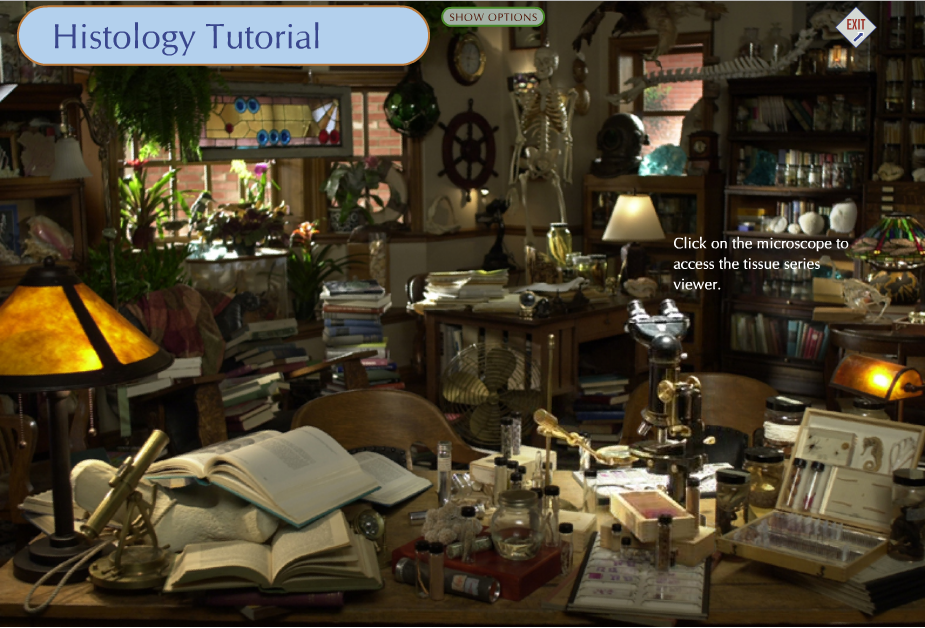 Histology Tutorial
SHOW OPTIONS
EXIT
Click on the microscope to
access the tissue series
viewer.